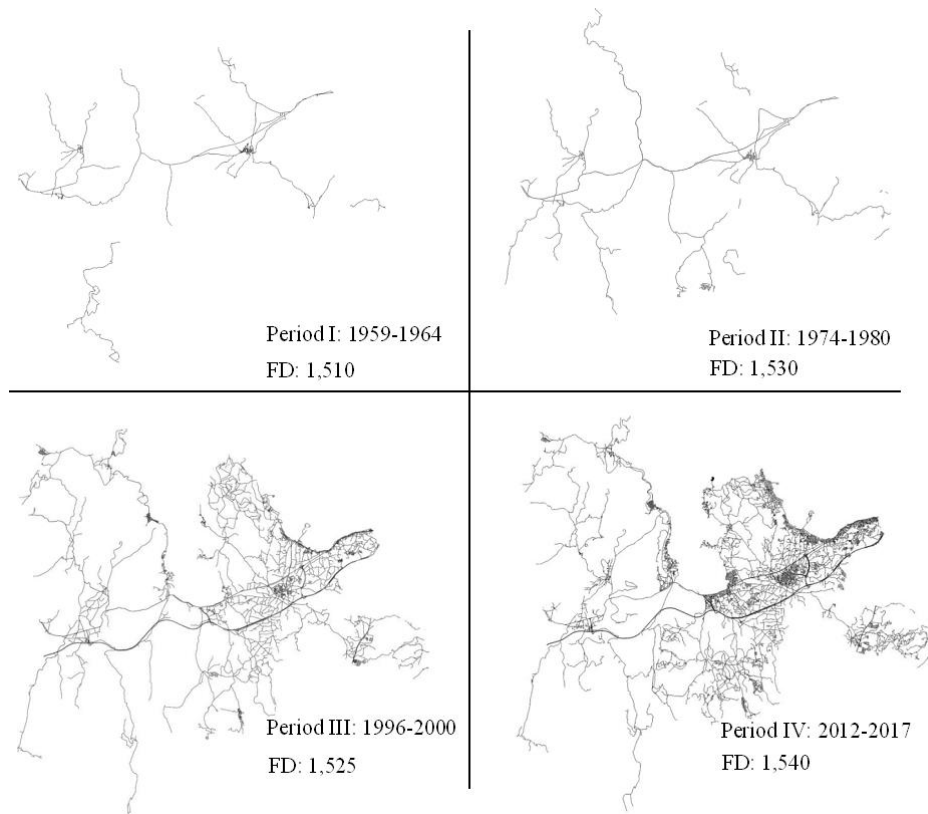 Period I: 1959-1964
FD: 1,510
Period II: 1974-1980
FD: 1,530
Period III: 1996-2000
FD: 1,525
Period IV: 2012-2017
FD: 1,540